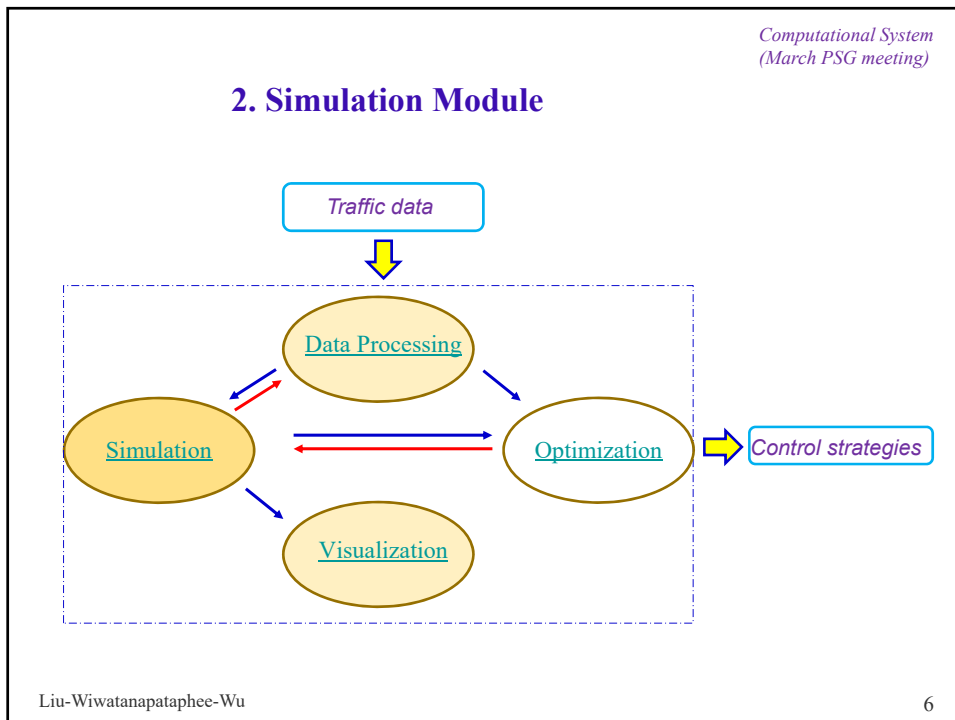 Computational System
(March PSG meeting)
2. Simulation Module
Traffic data
Data Processing
Simulation
Optimization
Control strategies
Visualization
Liu-Wiwatanapataphee-Wu
6